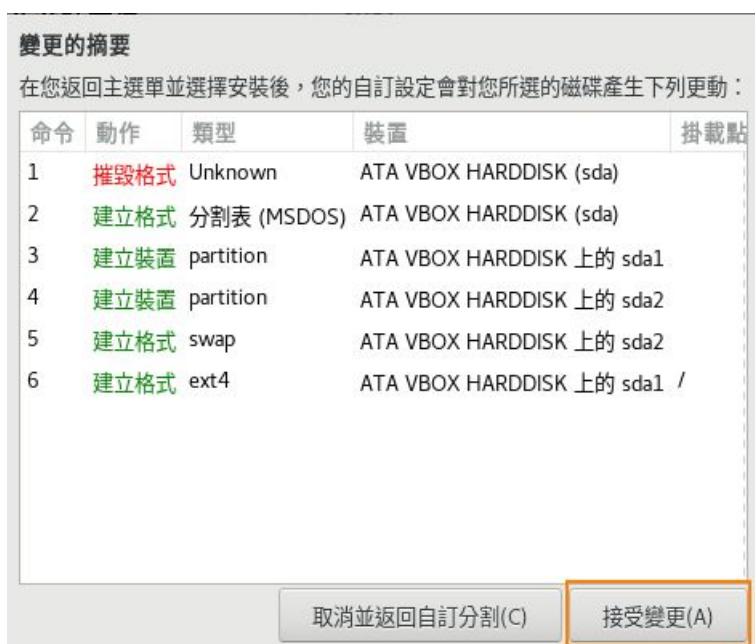 變更的摘要
在您返回主選單並選擇安裝後，您的自訂設定會對您所選的磁碟產生下列更動：
命令 動作 類型 裝置 掛載點
1 摧毀格式 Unknown ATA VBOX HARDDISK (sda)
2 建立格式 分割表 (MSDOS) ATA VBOX HARDDISK (sda)
3 建立裝置 partition ATA VBOX HARDDISK 上的 sda1
4 建立裝置 partition ATA VBOX HARDDISK 上的 sda2
5 建立格式 swap ATA VBOX HARDDISK 上的 sda2
6 建立格式 ext4 ATA VBOX HARDDISK 上的 sda1 /
取消並返回自訂分割(C) 接受變更(A)